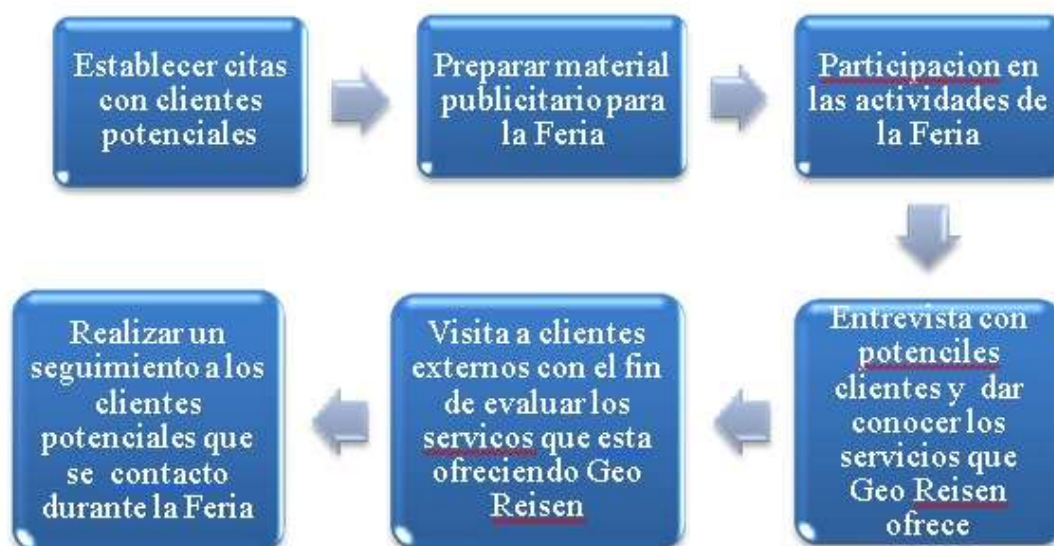 Establecer citas
con clientes
potenciales
Preparar material
publicitario para
la Feria
Participacion en
las actividades de
la Feria
Entrevista con
potenciles
clientes y dar
conocer los
servicios que
Geo Reisen
ofrece
Visita a clientes
externos con el fin
de evaluar los
servicos que esta
ofreciendo Geo
Reisen
Realizar un
seguimiento a los
clientes
potenciales que
se contacto
durante la Feria